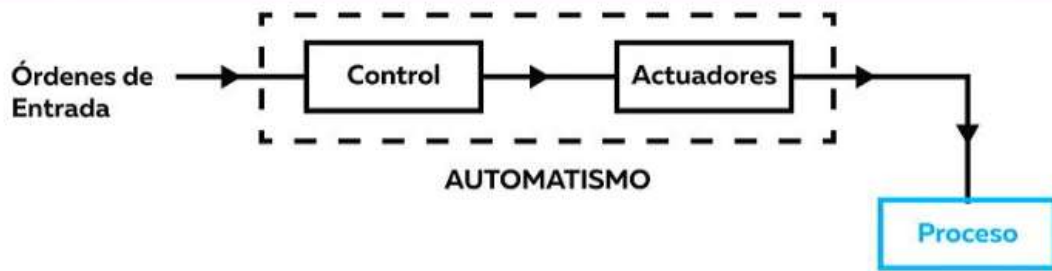 Órdenes de
Entrada
Control
Actuadores
AUTOMATISMO
Proceso